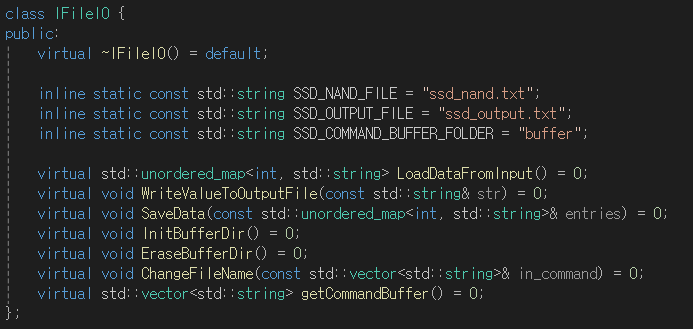 class IFileIO {
public:
    virtual ~IFileIO() = default;

    inline static const std::string SSD_NAND_FILE = "ssd_nand.txt";
    inline static const std::string SSD_OUTPUT_FILE = "ssd_output.txt";
    inline static const std::string SSD_COMMAND_BUFFER_FOLDER = "buffer";

    virtual std::unordered_map<int, std::string> LoadDataFromInput() = 0;
    virtual void WriteValueToOutputFile(const std::string& str) = 0;
    virtual void SaveData(const std::unordered_map<int, std::string>& entries) = 0;
    virtual void InitBufferDir() = 0;
    virtual void EraseBufferDir() = 0;
    virtual void ChangeFileName(const std::vector<std::string>& in_command) = 0;
    virtual std::vector<std::string> getCommandBuffer() = 0;
};